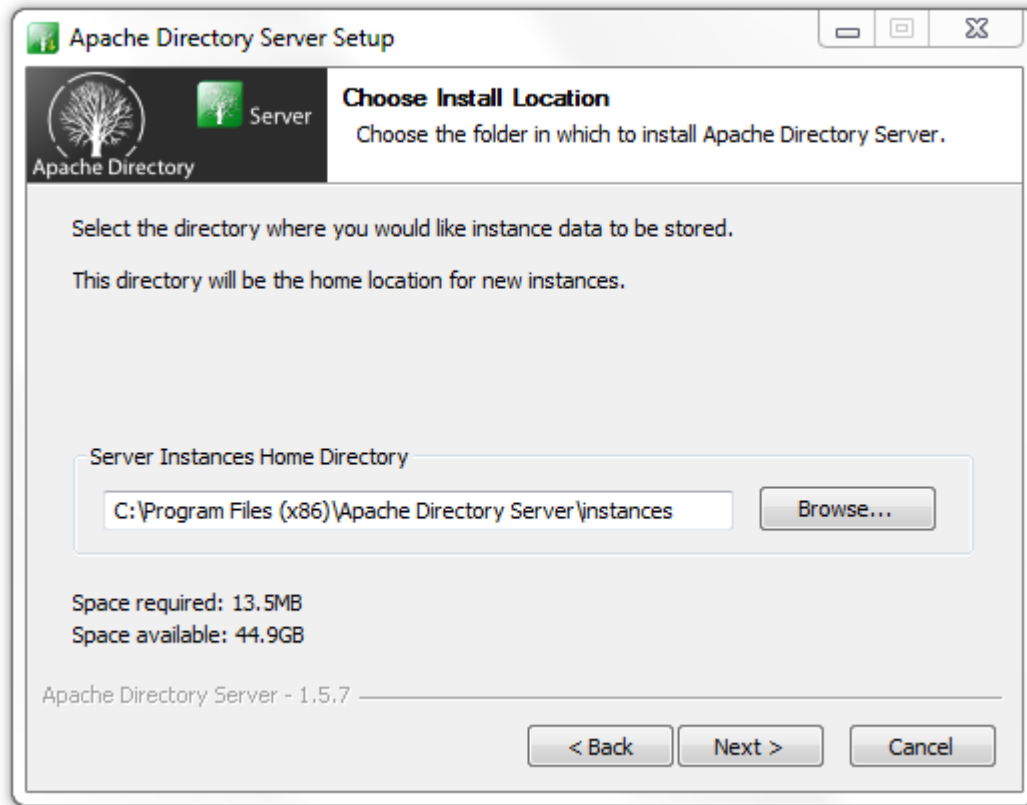 Apache Directory Server Setup
Server
Apache Directory
Choose Install Location
Choose the folder in which to install Apache Directory Server.
Select the directory where you would like instance data to be stored.
This directory will be the home location for new instances.
Server Instances Home Directory
C:\Program Files (x86)\Apache Directory Server\instances
Browse...
Space required: 13.5MB
Space available: 44.9GB
Apache Directory Server - 1.5.7
< Back
Next >
Cancel